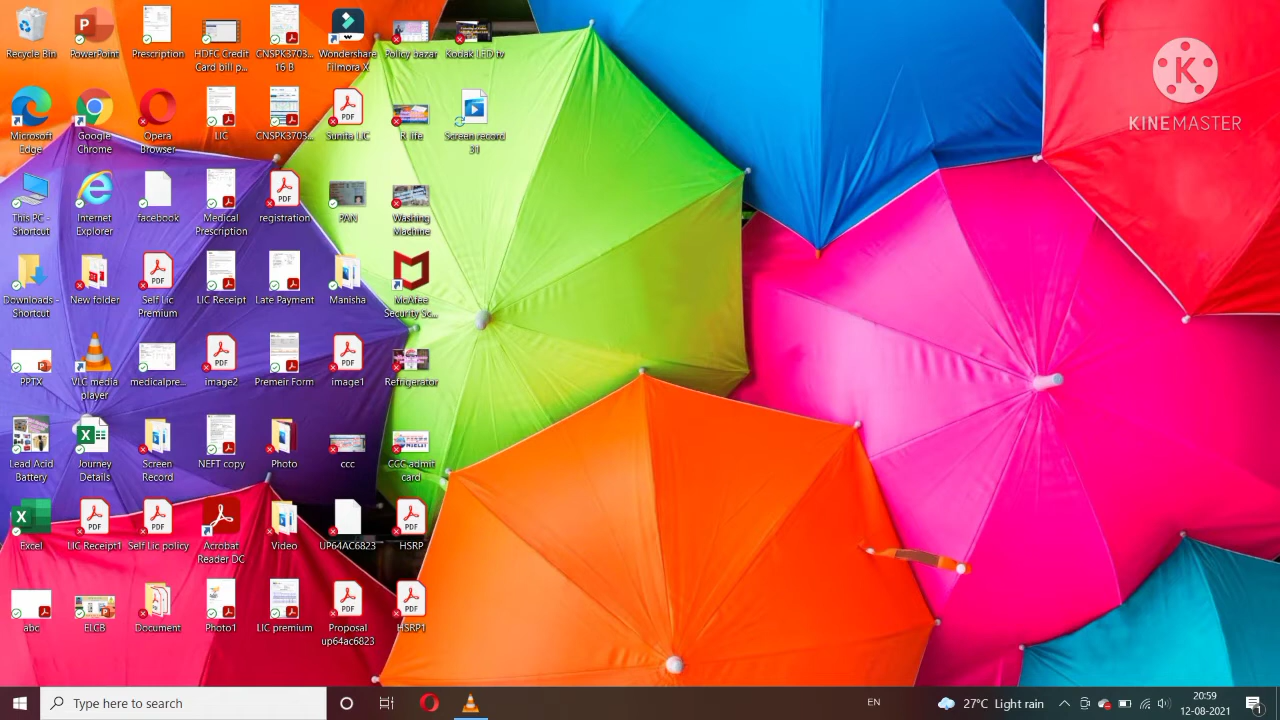 Recycle Bin
PowerPoint
Prescription
HDFC Credit
Card bill p...
CNSPK3703...
16 B
Wondershare
Filmora X
Policy bazar
Kodak LED tv
Microsoft
Edge
Google
Chrome
Opera
Browser
LIC
CNSPK3703...
Sunita LIC
R life
Screen record
31
This PC -
Shortcut
Internet
Explorer
facebook
Medical
Prescription
registration
PAN
Washing
Machine
Downloads -
Shortcut
New folder
Self Lic
Premium
LIC Receipt
Late Payment
Manisha
McAfee
Security Sc...
PPTX
VLC media
player
medicalpre...
image2
Premeir Form
image1
Refrigerator
Lead Acid
Battery
Journey
Details
Screen
Record
NEFT copy
Photo
ccc
CCC admit
card
Excel
LIC Receipt1
Self Lic policy
Acrobat
Reader DC
Video
UP64AC6823
HSRP
abc
ELCB
Document
Photo1
LIC premium
Proposal
up64ac6823
HSRP1
KINEMASTER
Type here to search
EN
27°C Light rain
20:59
12-08-2021